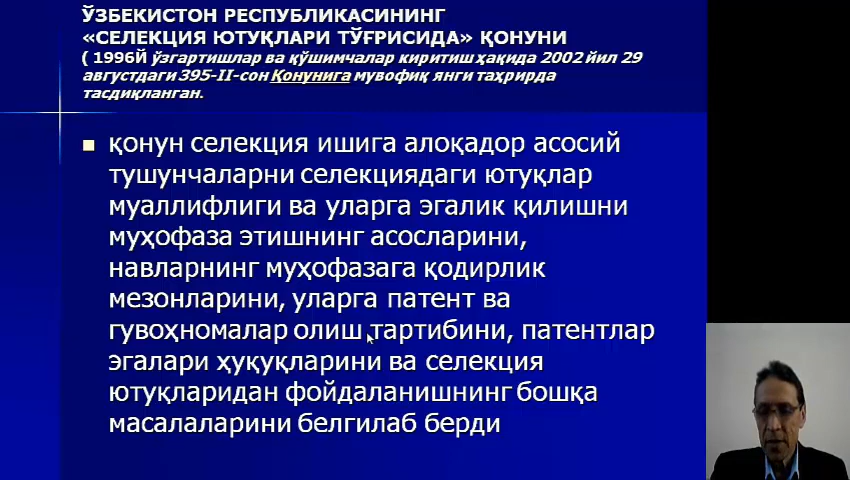 ЎЗБЕКИСТОН РЕСПУБЛИКАСИНИНГ
«СЕЛЕКЦИЯ ЮТУҚЛАРИ ТЎҒРИСИДА» ҚОНУНИ
( 1996Й ўзгартишлар ва қўшимчалар киритиш ҳақида 2002 йил 29
августдаги 395-II-сон Қонунига мувофиқ янги таҳрирда
тасдиқланган.
қонун селекция ишига алоқадор асосий
тушунчаларни селекциядаги ютуқлар
муаллифлиги ва уларга эгалик қилишни
муҳофаза этишнинг асосларини,
навларнинг муҳофазага қодирлик
мезонларини, уларга патент ва
гувоҳномалар олиш тартибини, патентлар
эгалари ҳуқуқларини ва селекция
ютуқларидан фойдаланишнинг бошқа
масалаларини белгилаб берди